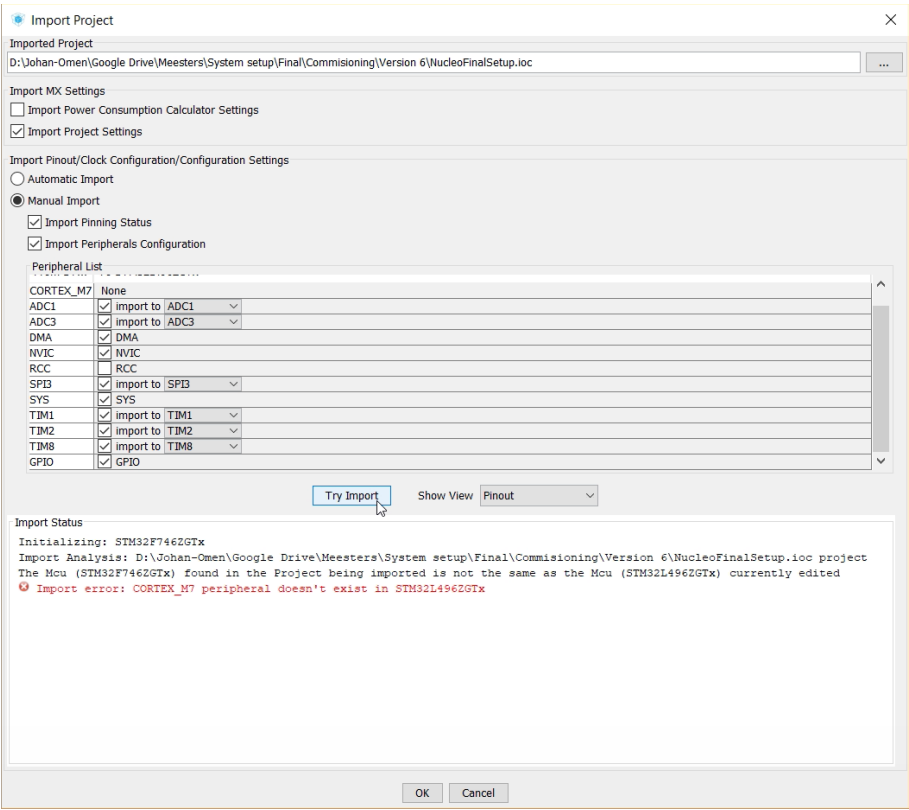 Import Project
Imported Project
D:\Johan-Omen\Google Drive\Meesters\System setup\Final\Commisioning\Version 6\NucleoFinalSetup.ioc
...
Import MX Settings
Import Power Consumption Calculator Settings
Import Project Settings
Import Pinout/Clock Configuration/Configuration Settings
Automatic Import
Manual Import
Import Pinning Status
Import Peripherals Configuration
Peripheral List
CORTEX_M7 None
ADC1 import to ADC1
ADC3 import to ADC3
DMA DMA
NVIC NVIC
RCC RCC
SPI3 import to SPI3
SYS SYS
TIM1 import to TIM1
TIM2 import to TIM2
TIM8 import to TIM8
GPIO GPIO
Try Import Show View Pinout
Import Status
Initializing: STM32F746ZGTx
Import Analysis: D:\Johan-Omen\Google Drive\Meesters\System setup\Final\Commisioning\Version 6\NucleoFinalSetup.ioc project
The Mcu (STM32F746ZGTx) found in the Project being imported is not the same as the Mcu (STM32L496ZGTx) currently edited
Import error: CORTEX_M7 peripheral doesn't exist in STM32L496ZGTx
OK Cancel